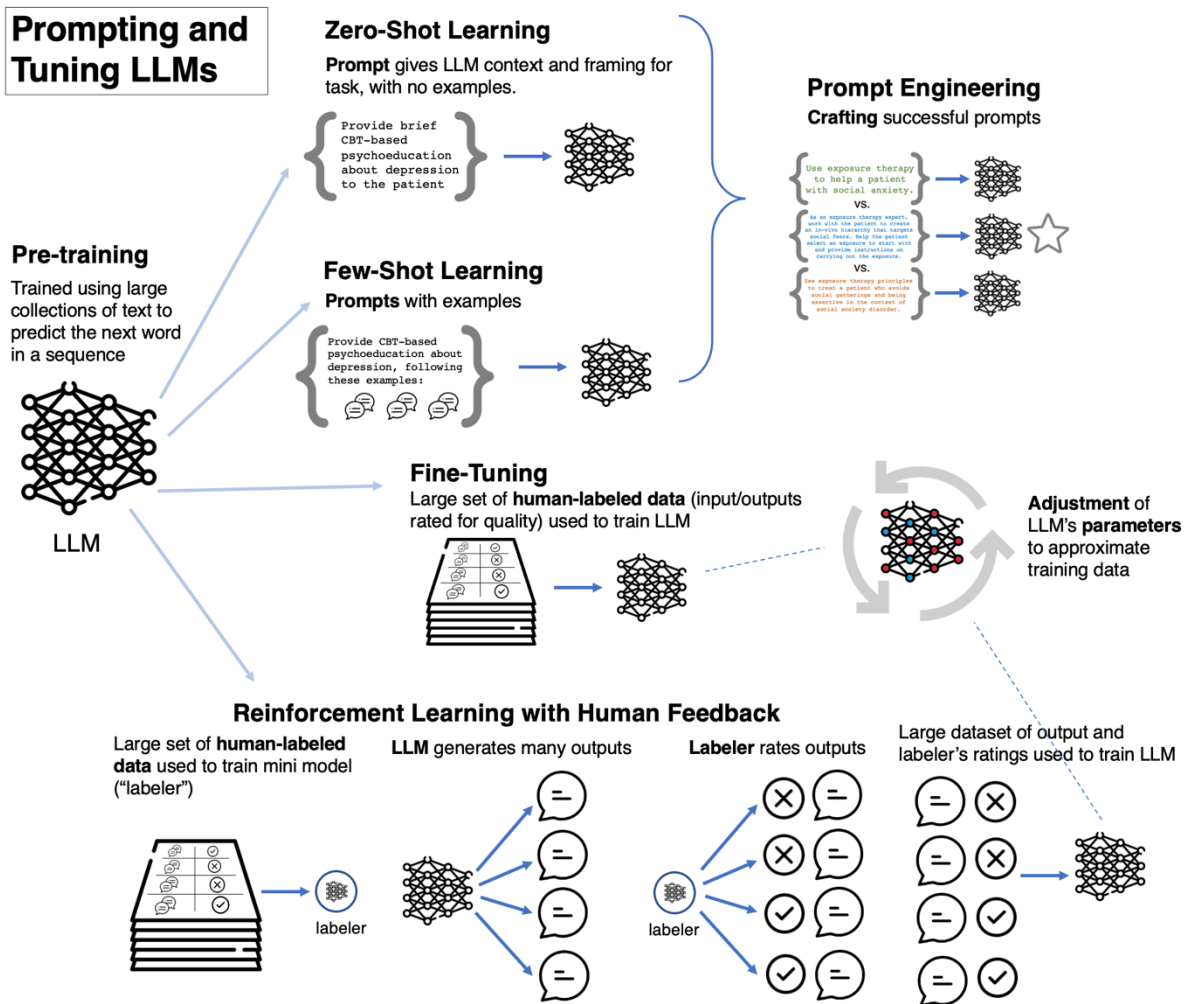 Prompting and
Tuning LLMs
Zero-Shot Learning
Prompt gives LLM context and framing for
task, with no examples.
Provide brief
CBT-based
psychoeducation
about depression
to the patient
Prompt Engineering
Crafting successful prompts
Use exposure therapy
to help a patient
with social anxiety.
VS.
As an exposure therapy expert,
work with the patient to create
an in-vivo hierarchy that targets
social fears. Help the patient
select an exposure to start with
and provide instructions on
carrying out the exposure.
VS.
Use exposure therapy principles
to treat a patient who avoids
social gatherings and being
assertive in the context of
social anxiety disorder.
Pre-training
Trained using large
collections of text to
predict the next word
in a sequence
LLM
Few-Shot Learning
Prompts with examples
Provide CBT-based
psychoeducation about
depression, following
these examples:
Fine-Tuning
Large set of human-labeled data (input/outputs
rated for quality) used to train LLM
Adjustment of
LLM's parameters
to approximate
training data
Reinforcement Learning with Human Feedback
Large set of human-labeled
data used to train mini model
(“labeler”)
labeler
LLM generates many outputs
Labeler rates outputs
labeler
Large dataset of output and
labeler's ratings used to train LLM